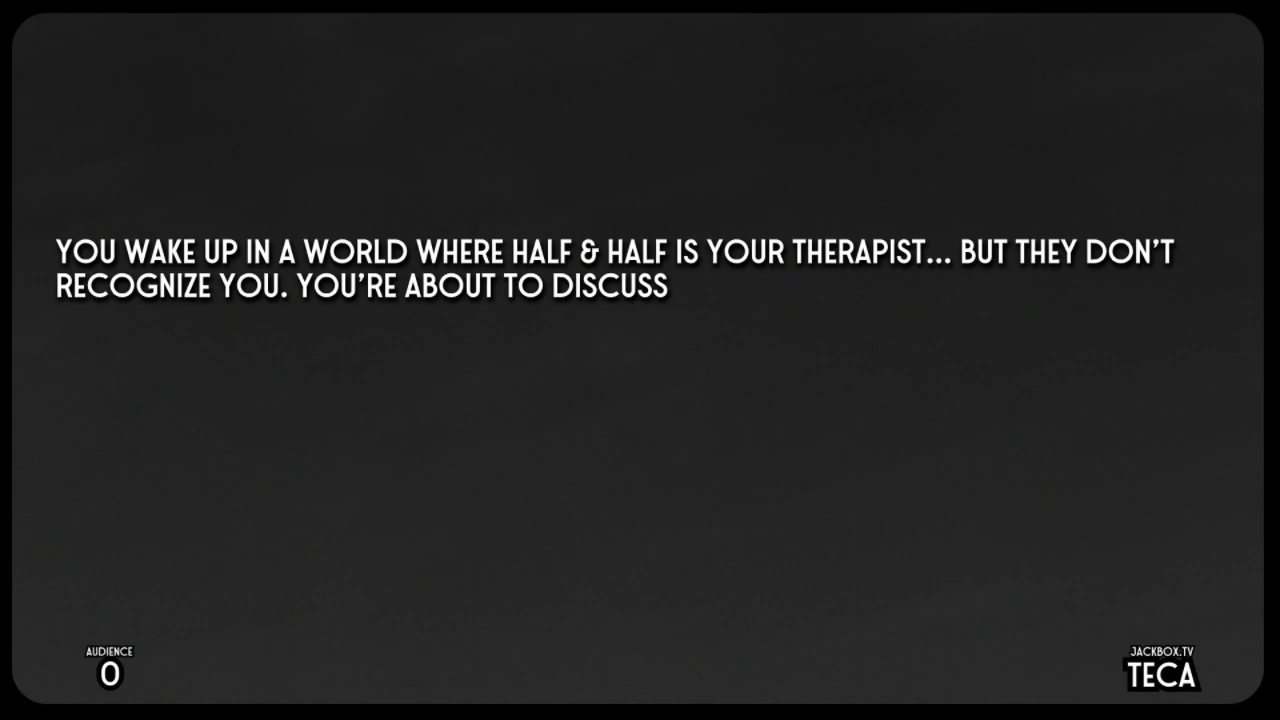 YOU WAKE UP IN A WORLD WHERE HALF & HALF IS YOUR THERAPIST... BUT THEY DON'T
RECOGNIZE YOU. YOU'RE ABOUT TO DISCUSS
AUDIENCE
0
JACKBOX.TV
TECA